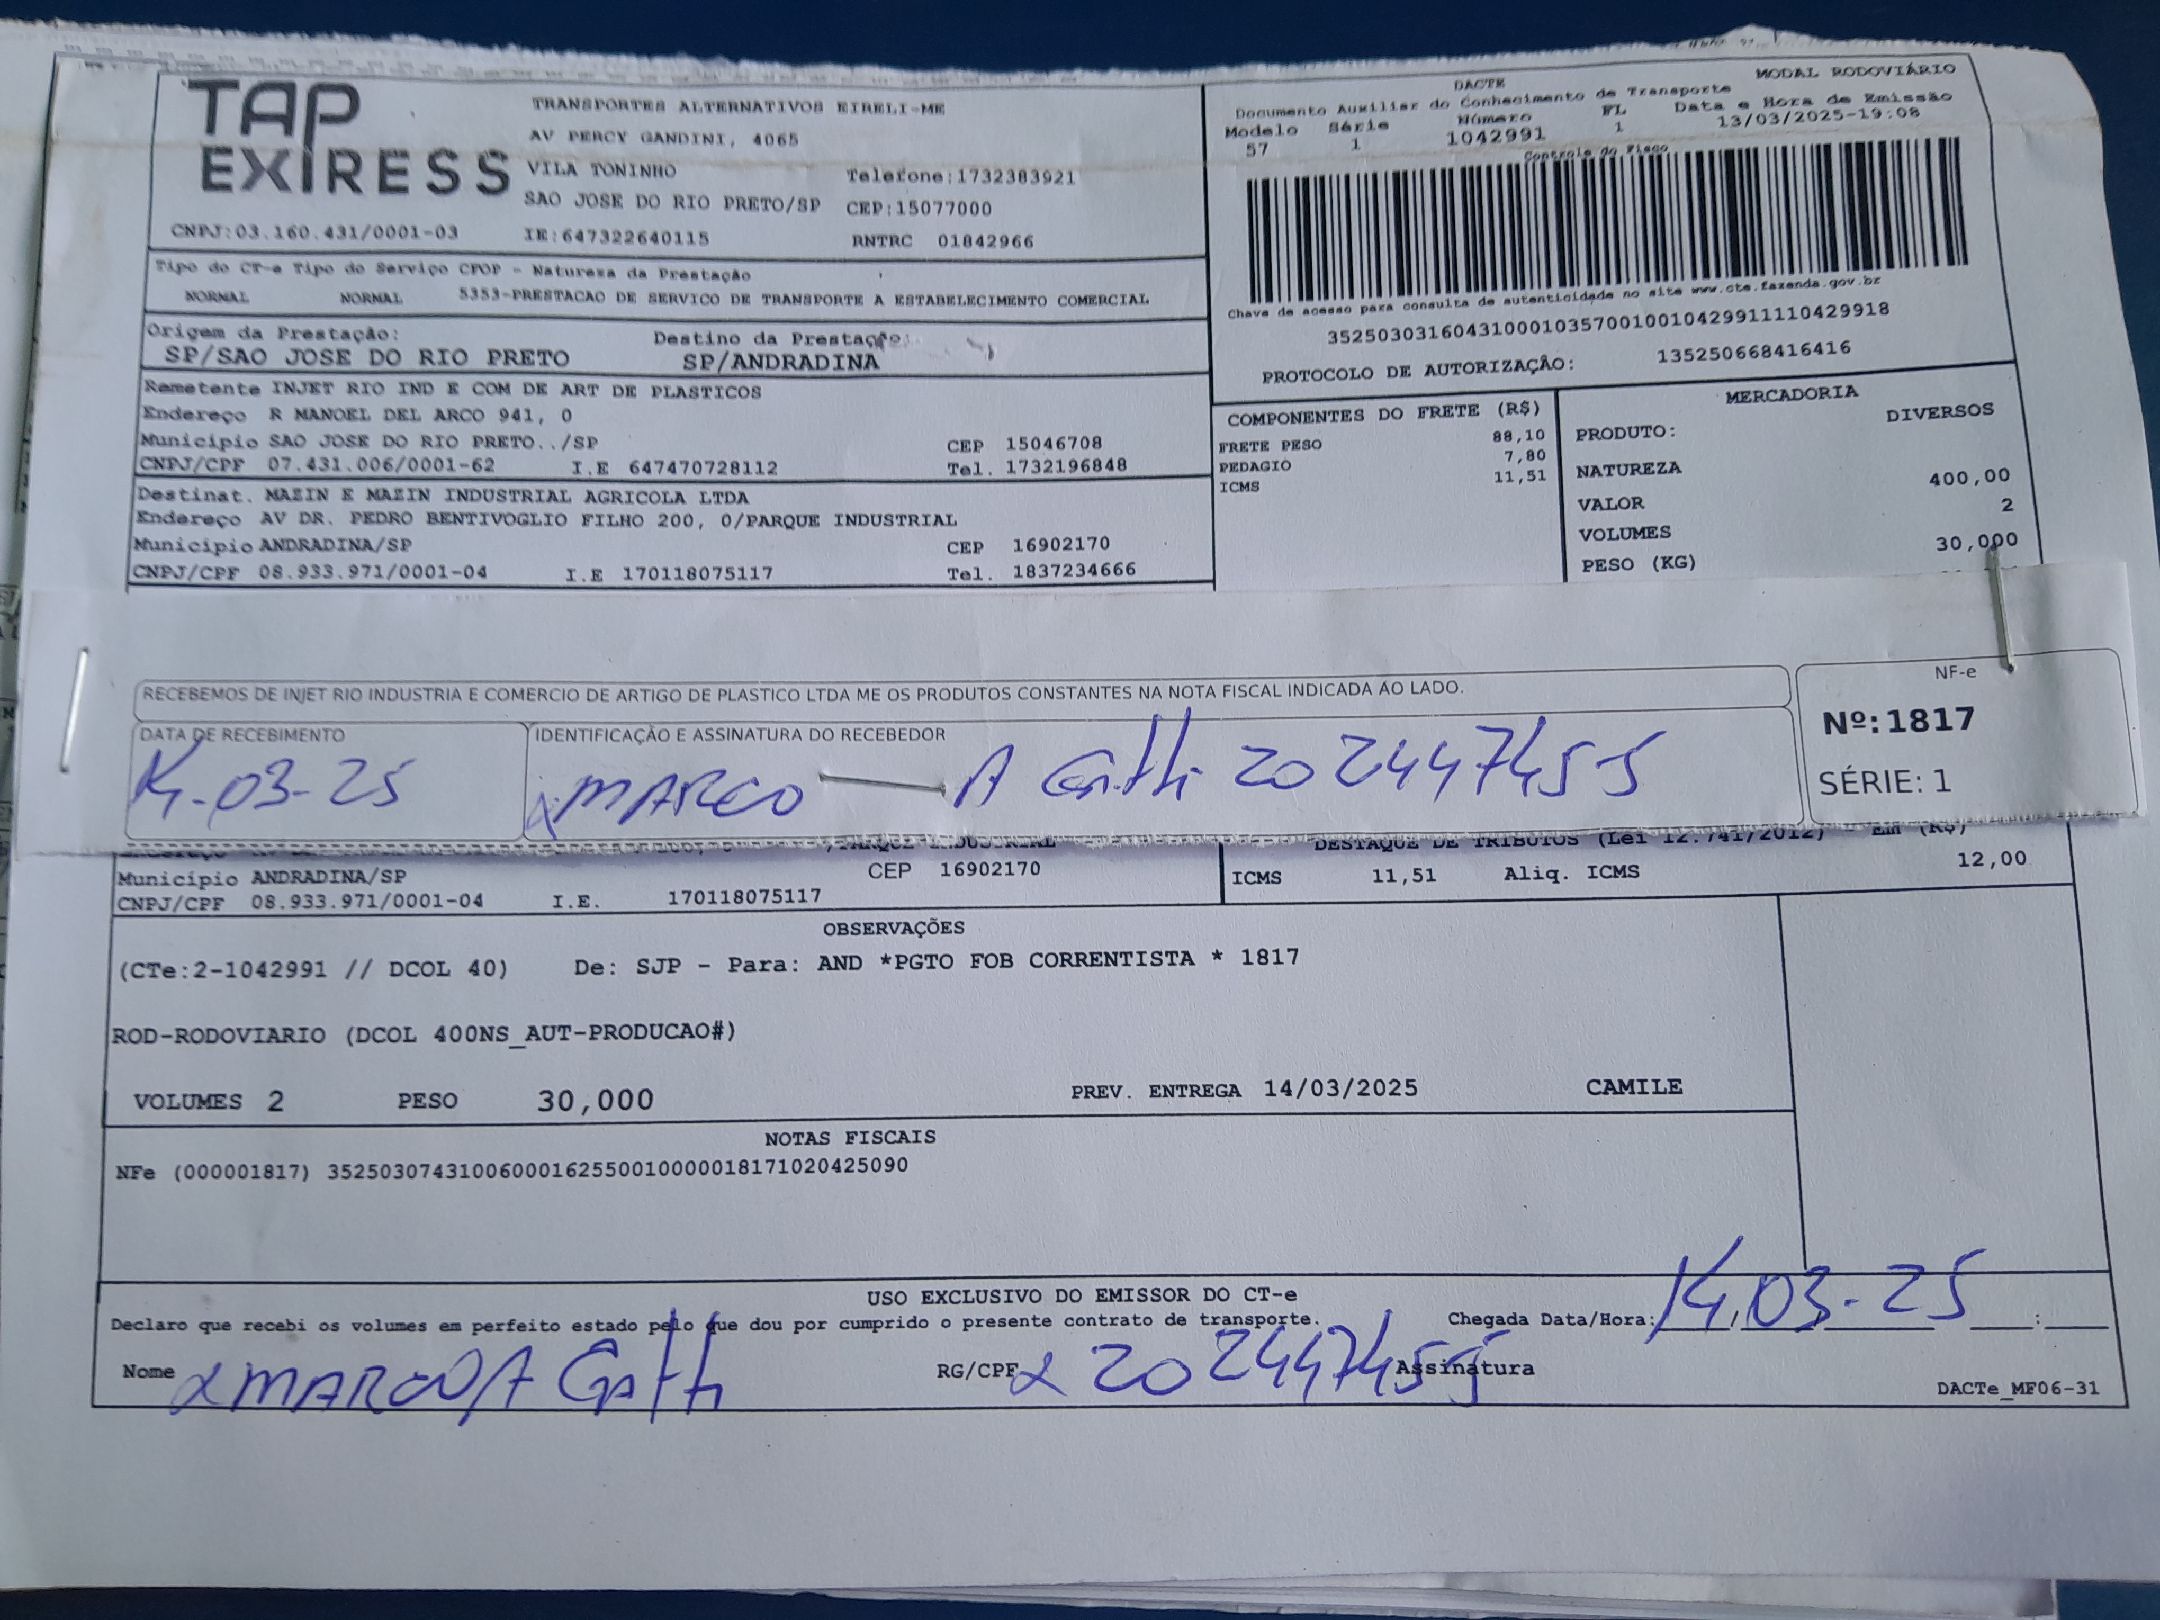 TAP
EXPRESS
TRANSPORTES ALTERNATIVOS EIRELI-ME
AV PERCY GANDINI, 4065
VILA TONINHO Telefone:1732383921
SAO JOSE DO RIO PRETO/SP CEP:15077000
CNPJ:03.160.431/0001-03 IE:647322640115 RNTRC 01842966
Tipo do CT-e Tipo do Serviço CFOP - Natureza da Prestação
NORMAL NORMAL 5353-PRESTACAO DE SERVICO DE TRANSPORTE A ESTABELECIMENTO COMERCIAL
Origem da Prestação: Destino da Prestação:
SP/SAO JOSE DO RIO PRETO SP/ANDRADINA
Remetente INJET RIO IND E COM DE ART DE PLASTICOS
Endereço R MANOEL DEL ARCO 941, 0
Município SAO JOSE DO RIO PRETO../SP CEP 15046708
CNPJ/CPF 07.431.006/0001-62 I.E 647470728112 Tel. 1732196848
Destinat. MAZIN E MAZIN INDUSTRIAL AGRICOLA LTDA
Endereço AV DR. PEDRO BENTIVOGLIO FILHO 200, 0/PARQUE INDUSTRIAL
Município ANDRADINA/SP CEP 16902170
CNPJ/CPF 08.933.971/0001-04 I.E 170118075117 Tel. 1837234666
DACTE MODAL RODOVIÁRIO
Documento Auxiliar do Conhecimento de Transporte
Modelo Série Número FL Data e Hora de Emissão
57 1 1042991 1 13/03/2025-19:08
Controle do Fisco
Chave de acesso para consulta de autenticidade no site www.cte.fazenda.gov.br
35250303160431000103570010010429911110429918
PROTOCOLO DE AUTORIZAÇÃO: 135250668416416
COMPONENTES DO FRETE (R$)
FRETE PESO 88,10
PEDAGIO 7,80
ICMS 11,51
MERCADORIA
PRODUTO: DIVERSOS
NATUREZA
VALOR 400,00
VOLUMES 2
PESO (KG) 30,000
RECEBEMOS DE INJET RIO INDUSTRIA E COMERCIO DE ARTIGO DE PLASTICO LTDA ME OS PRODUTOS CONSTANTES NA NOTA FISCAL INDICADA AO LADO.
DATA DE RECEBIMENTO IDENTIFICAÇÃO E ASSINATURA DO RECEBEDOR
14-03-25 x MARCO A Gatti 202447455
NF-e
Nº:1817
SÉRIE: 1
DESTAQUE DE TRIBUTOS (Lei 12.741/2012) Em (R$)
Município ANDRADINA/SP CEP 16902170
CNPJ/CPF 08.933.971/0001-04 I.E. 170118075117
ICMS 11,51 Aliq. ICMS 12,00
OBSERVAÇÕES
(CTe:2-1042991 // DCOL 40) De: SJP - Para: AND *PGTO FOB CORRENTISTA * 1817
ROD-RODOVIARIO (DCOL 400NS_AUT-PRODUCAO#)
VOLUMES 2 PESO 30,000 PREV. ENTREGA 14/03/2025 CAMILE
NOTAS FISCAIS
NFe (000001817) 35250307431006000162550010000018171020425090
USO EXCLUSIVO DO EMISSOR DO CT-e
Declaro que recebi os volumes em perfeito estado pelo que dou por cumprido o presente contrato de transporte. Chegada Data/Hora: 14.03-25
Nome x MARCO A Gatti RG/CPF x 202447455 Assinatura
DACTe_MF06-31